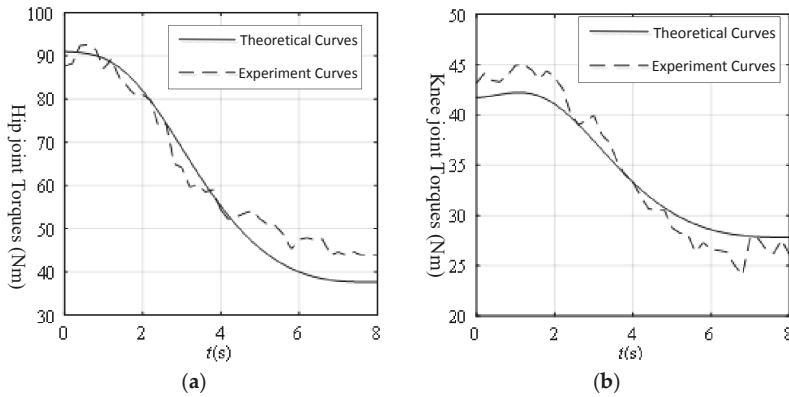 (a)
100
90
80
70
60
50
40
30
Hip joint Torques (Nm)
Theoretical Curves
Experiment Curves
0 2 4 6 8
t(s)
(a)
(b)
50
45
40
35
30
25
20
Knee joint Torques (Nm)
Theoretical Curves
Experiment Curves
0 2 4 6 8
t(s)
(b)